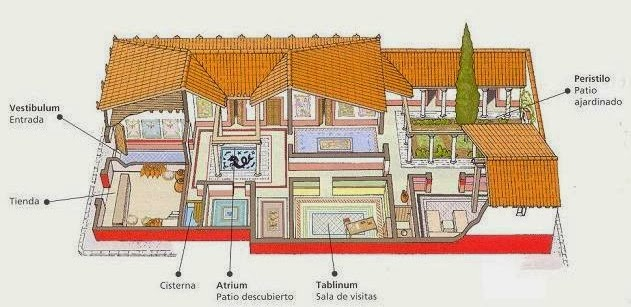 Vestibulum
Entrada
Tienda
Cisterna
Atrium
Patio descubierto
Tablinum
Sala de visitas
Peristilo
Patio
ajardinado